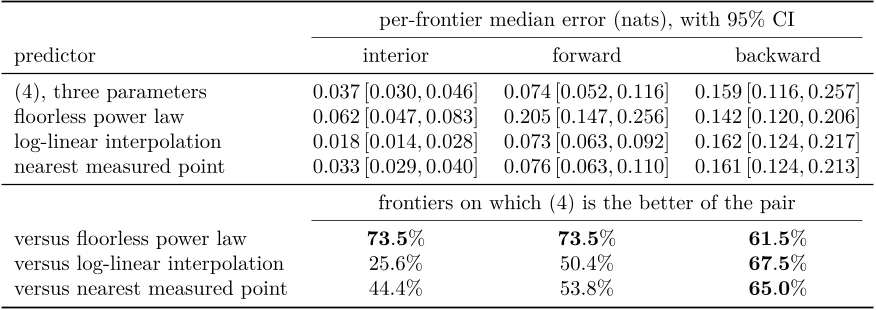 per-frontier median error (nats), with 95% CI
predictor interior forward backward
(4), three parameters 0.037 [0.030, 0.046] 0.074 [0.052, 0.116] 0.159 [0.116, 0.257]
floorless power law 0.062 [0.047, 0.083] 0.205 [0.147, 0.256] 0.142 [0.120, 0.206]
log-linear interpolation 0.018 [0.014, 0.028] 0.073 [0.063, 0.092] 0.162 [0.124, 0.217]
nearest measured point 0.033 [0.029, 0.040] 0.076 [0.063, 0.110] 0.161 [0.124, 0.213]
frontiers on which (4) is the better of the pair
versus floorless power law 73.5% 73.5% 61.5%
versus log-linear interpolation 25.6% 50.4% 67.5%
versus nearest measured point 44.4% 53.8% 65.0%